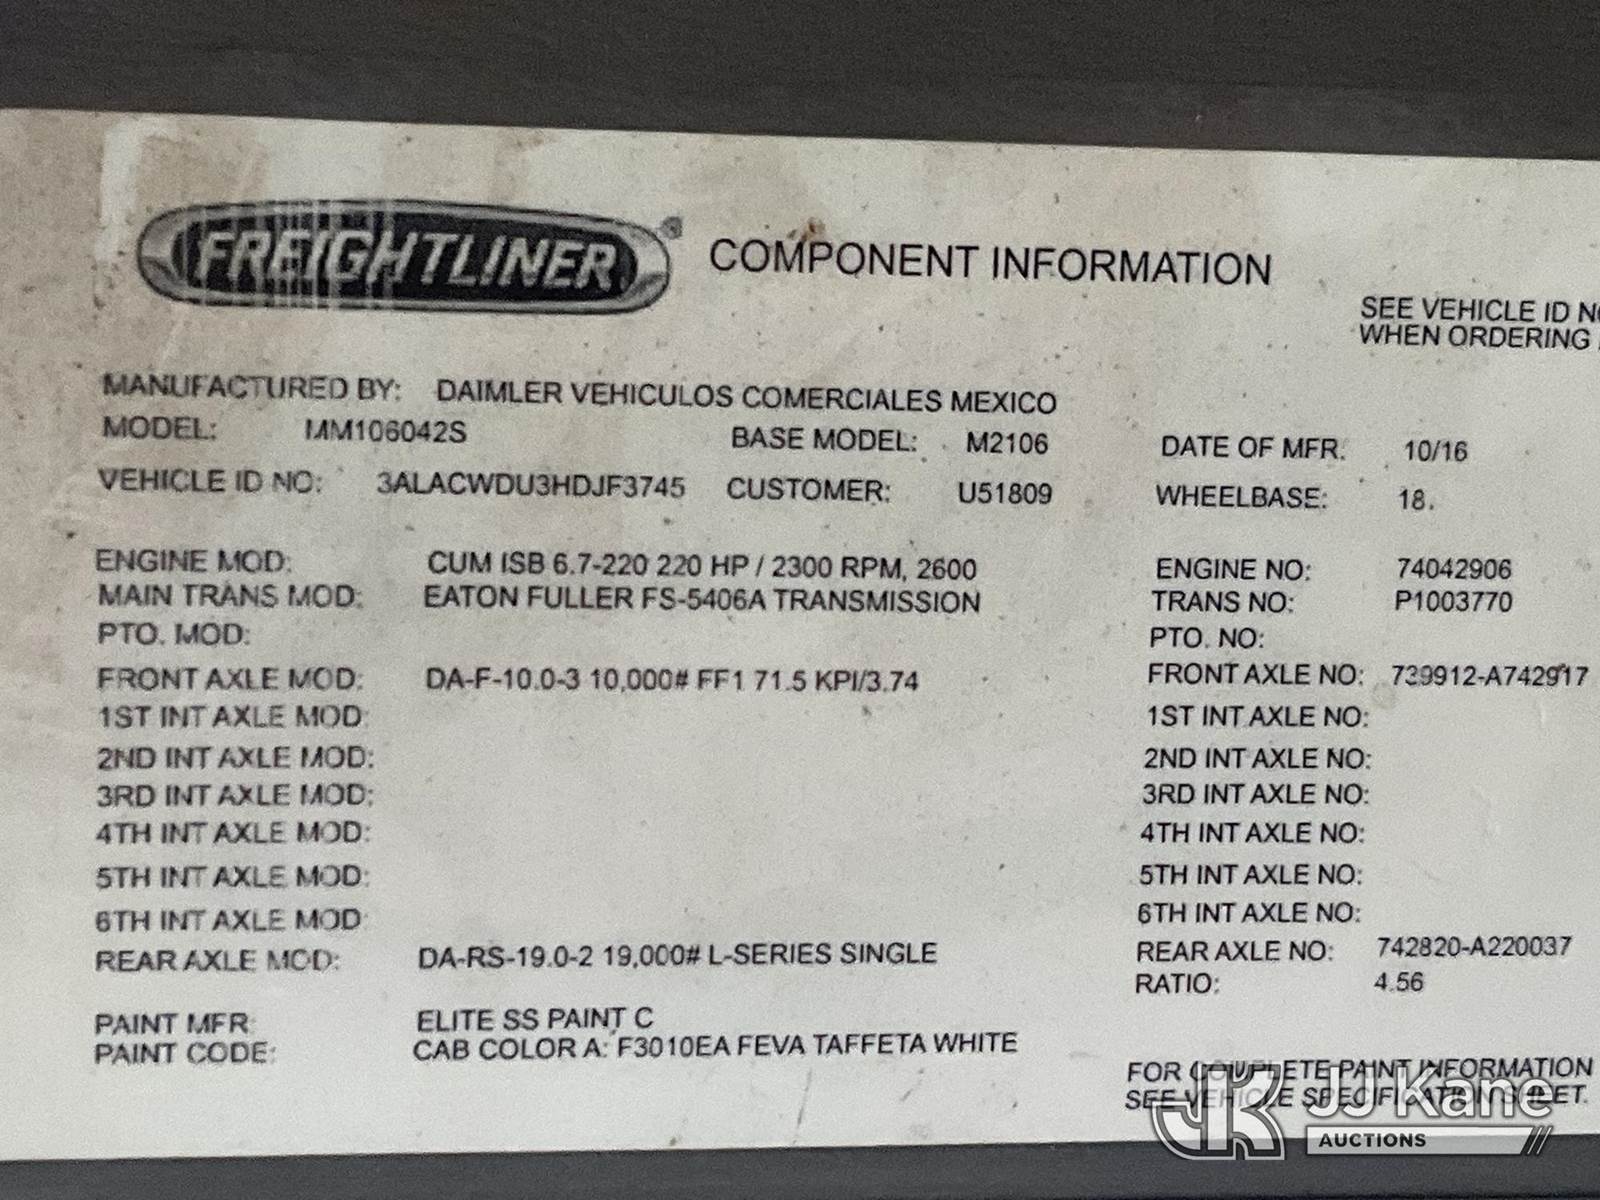 FREIGHTLINER ® COMPONENT INFORMATION
SEE VEHICLE ID
WHEN ORDERING
MANUFACTURED BY: DAIMLER VEHICULOS COMERCIALES MEXICO
MODEL: MM106042S BASE MODEL: M2106 DATE OF MFR. 10/16
VEHICLE ID NO: 3ALACWDU3HDJF3745 CUSTOMER: U51809 WHEELBASE: 18.
ENGINE MOD: CUM ISB 6.7-220 220 HP / 2300 RPM, 2600 ENGINE NO: 74042906
MAIN TRANS MOD: EATON FULLER FS-5406A TRANSMISSION TRANS NO: P1003770
PTO. MOD: PTO. NO:
FRONT AXLE MOD: DA-F-10.0-3 10,000# FF1 71.5 KPI/3.74 FRONT AXLE NO: 739912-A742917
1ST INT AXLE MOD: 1ST INT AXLE NO:
2ND INT AXLE MOD: 2ND INT AXLE NO:
3RD INT AXLE MOD: 3RD INT AXLE NO:
4TH INT AXLE MOD: 4TH INT AXLE NO:
5TH INT AXLE MOD: 5TH INT AXLE NO:
6TH INT AXLE MOD: 6TH INT AXLE NO:
REAR AXLE MOD: DA-RS-19.0-2 19,000# L-SERIES SINGLE REAR AXLE NO: 742820-A220037
RATIO: 4.56
PAINT MFR: ELITE SS PAINT C
PAINT CODE: CAB COLOR A: F3010EA FEVA TAFFETA WHITE
FOR COMPLETE PAINT INFORMATION
SEE VEHICLE SPECIFICATION SHEET.
JK JJ Kane
AUCTIONS